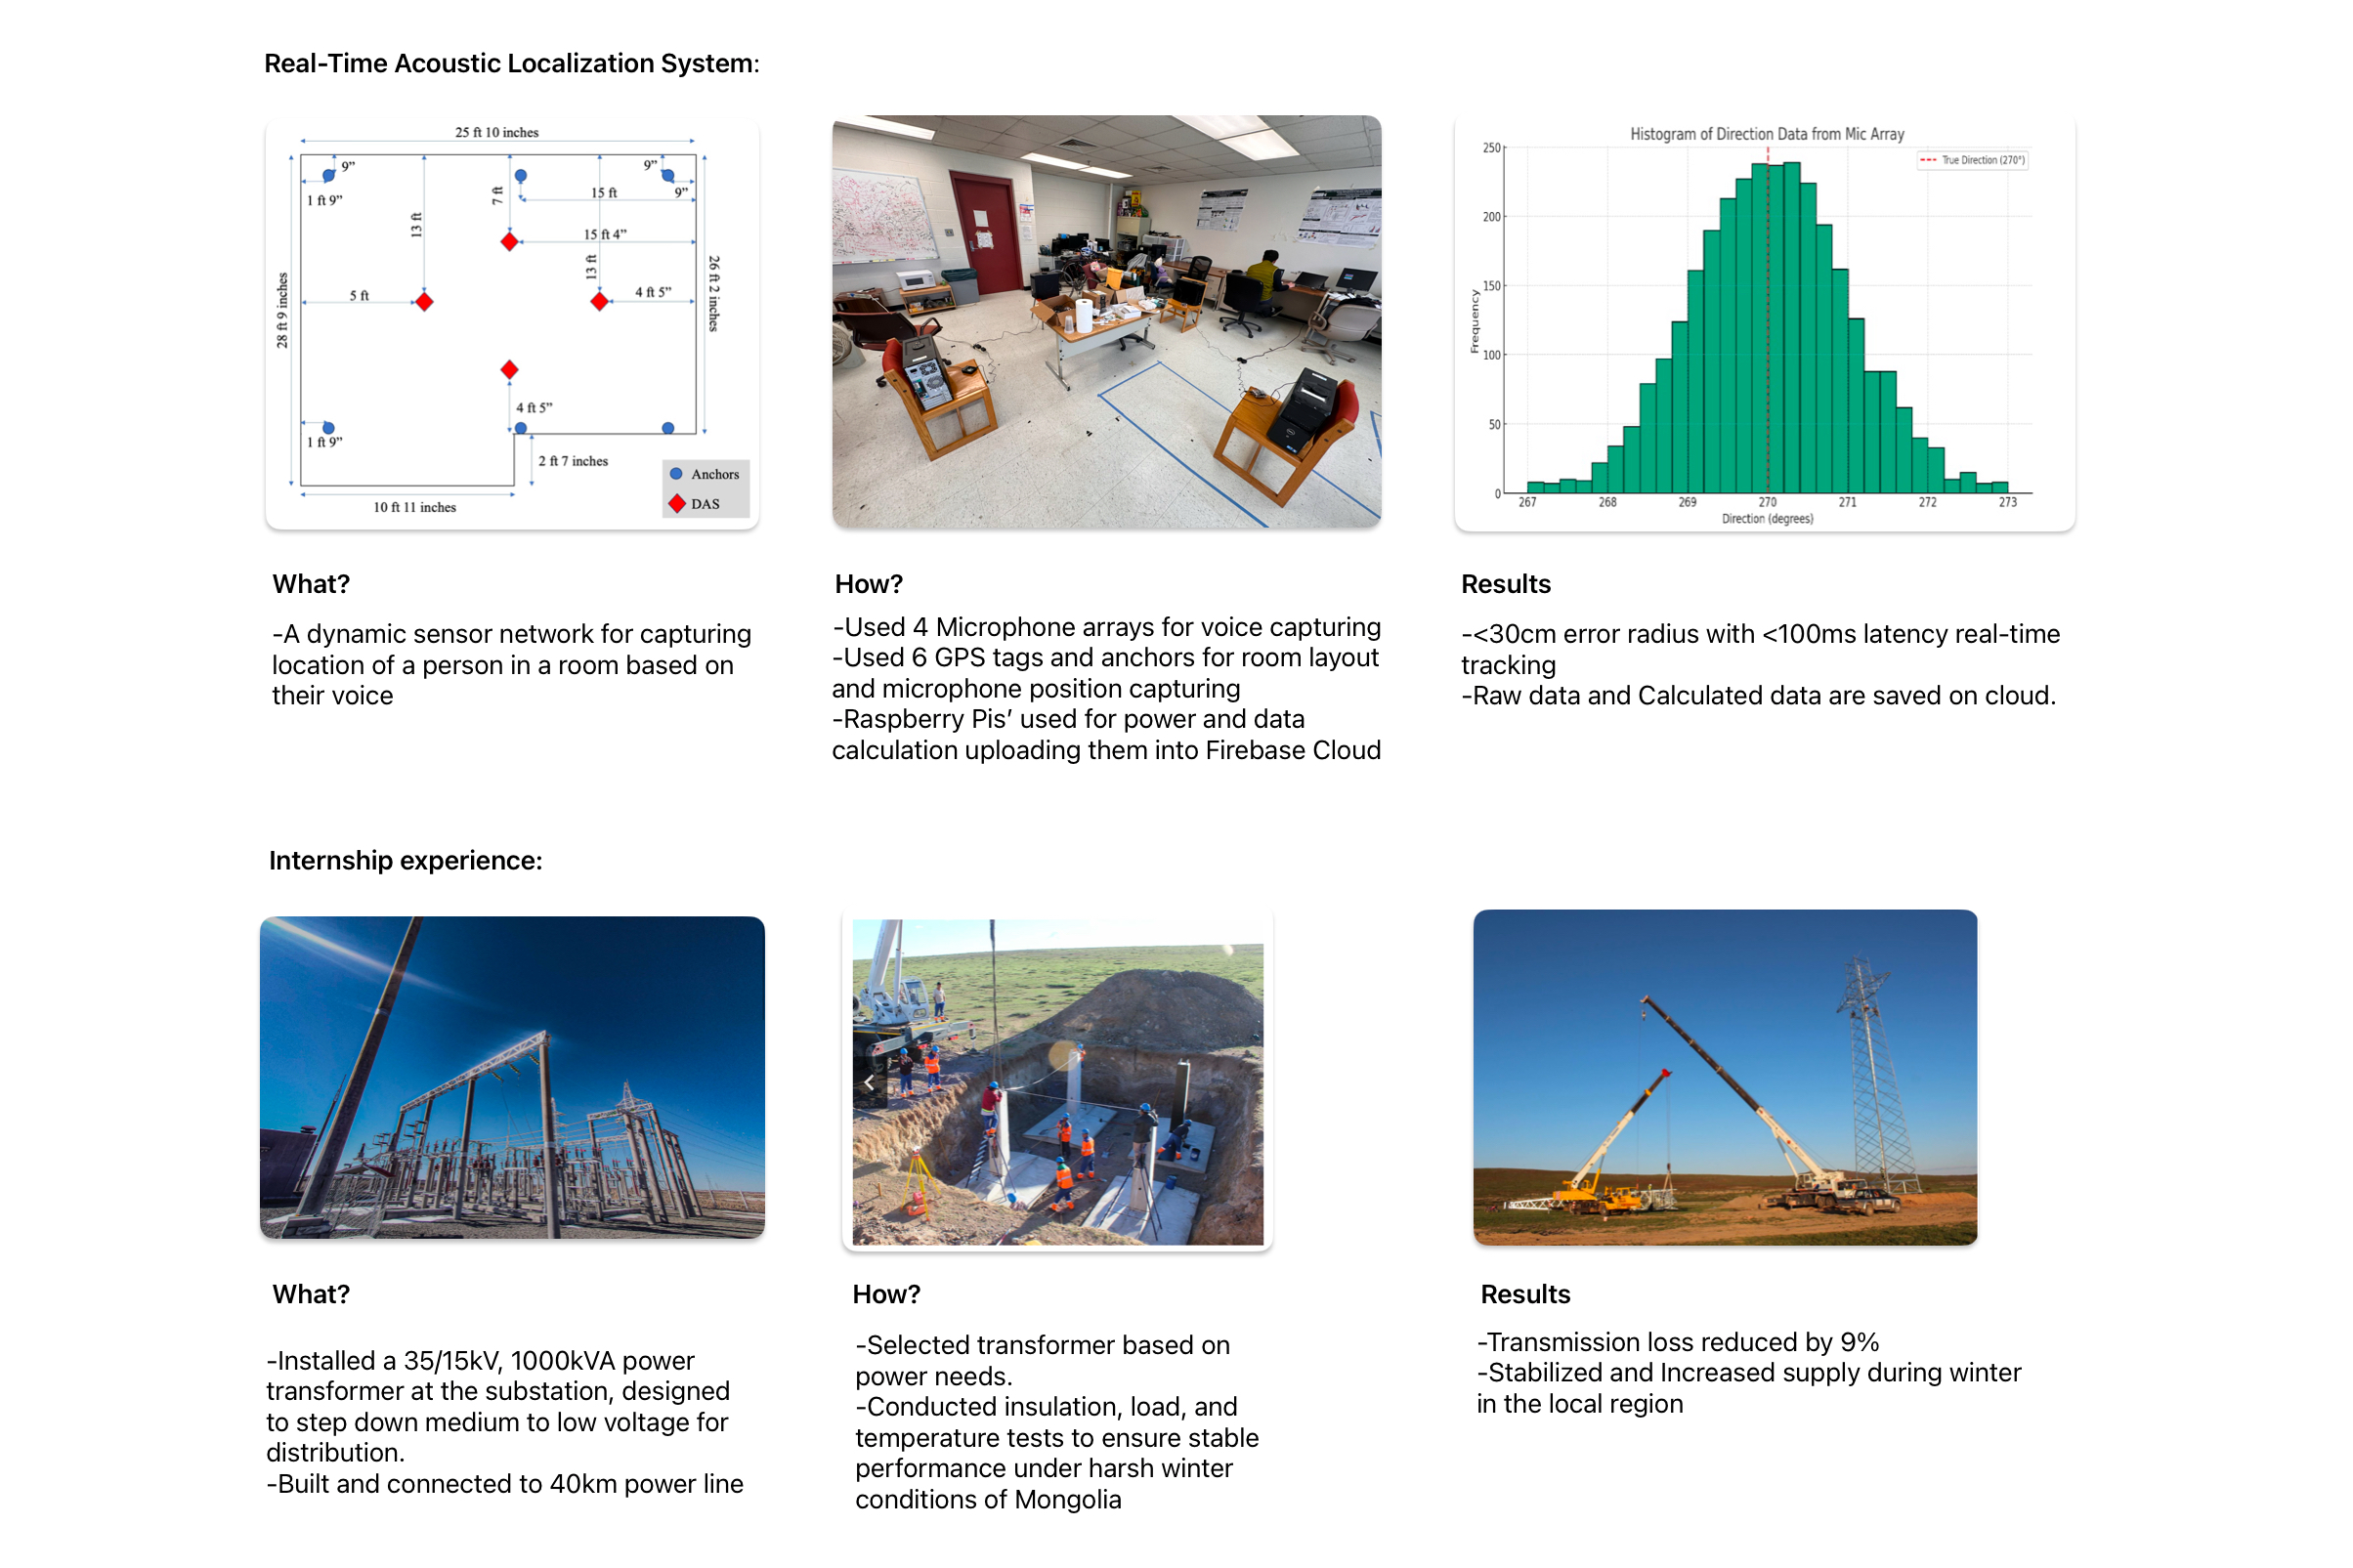 Real-Time Acoustic Localization System:
25 ft 10 inches
9”
9”
1 ft 9”
7 ft
15 ft
9”
13 ft
15 ft 4”
13 ft
26 ft 2 inches
5 ft
4 ft 5”
28 ft 9 inches
4 ft 5”
1 ft 9”
2 ft 7 inches
10 ft 11 inches
Anchors
DAS
Histogram of Direction Data from Mic Array
True Direction (270°)
250
200
150
100
50
0
Frequency
267 268 269 270 271 272 273
Direction (degrees)
What?
-A dynamic sensor network for capturing
location of a person in a room based on
their voice
How?
-Used 4 Microphone arrays for voice capturing
-Used 6 GPS tags and anchors for room layout
and microphone position capturing
-Raspberry Pis’ used for power and data
calculation uploading them into Firebase Cloud
Results
-<30cm error radius with <100ms latency real-time
tracking
-Raw data and Calculated data are saved on cloud.
Internship experience:
What?
-Installed a 35/15kV, 1000kVA power
transformer at the substation, designed
to step down medium to low voltage for
distribution.
-Built and connected to 40km power line
How?
-Selected transformer based on
power needs.
-Conducted insulation, load, and
temperature tests to ensure stable
performance under harsh winter
conditions of Mongolia
Results
-Transmission loss reduced by 9%
-Stabilized and Increased supply during winter
in the local region